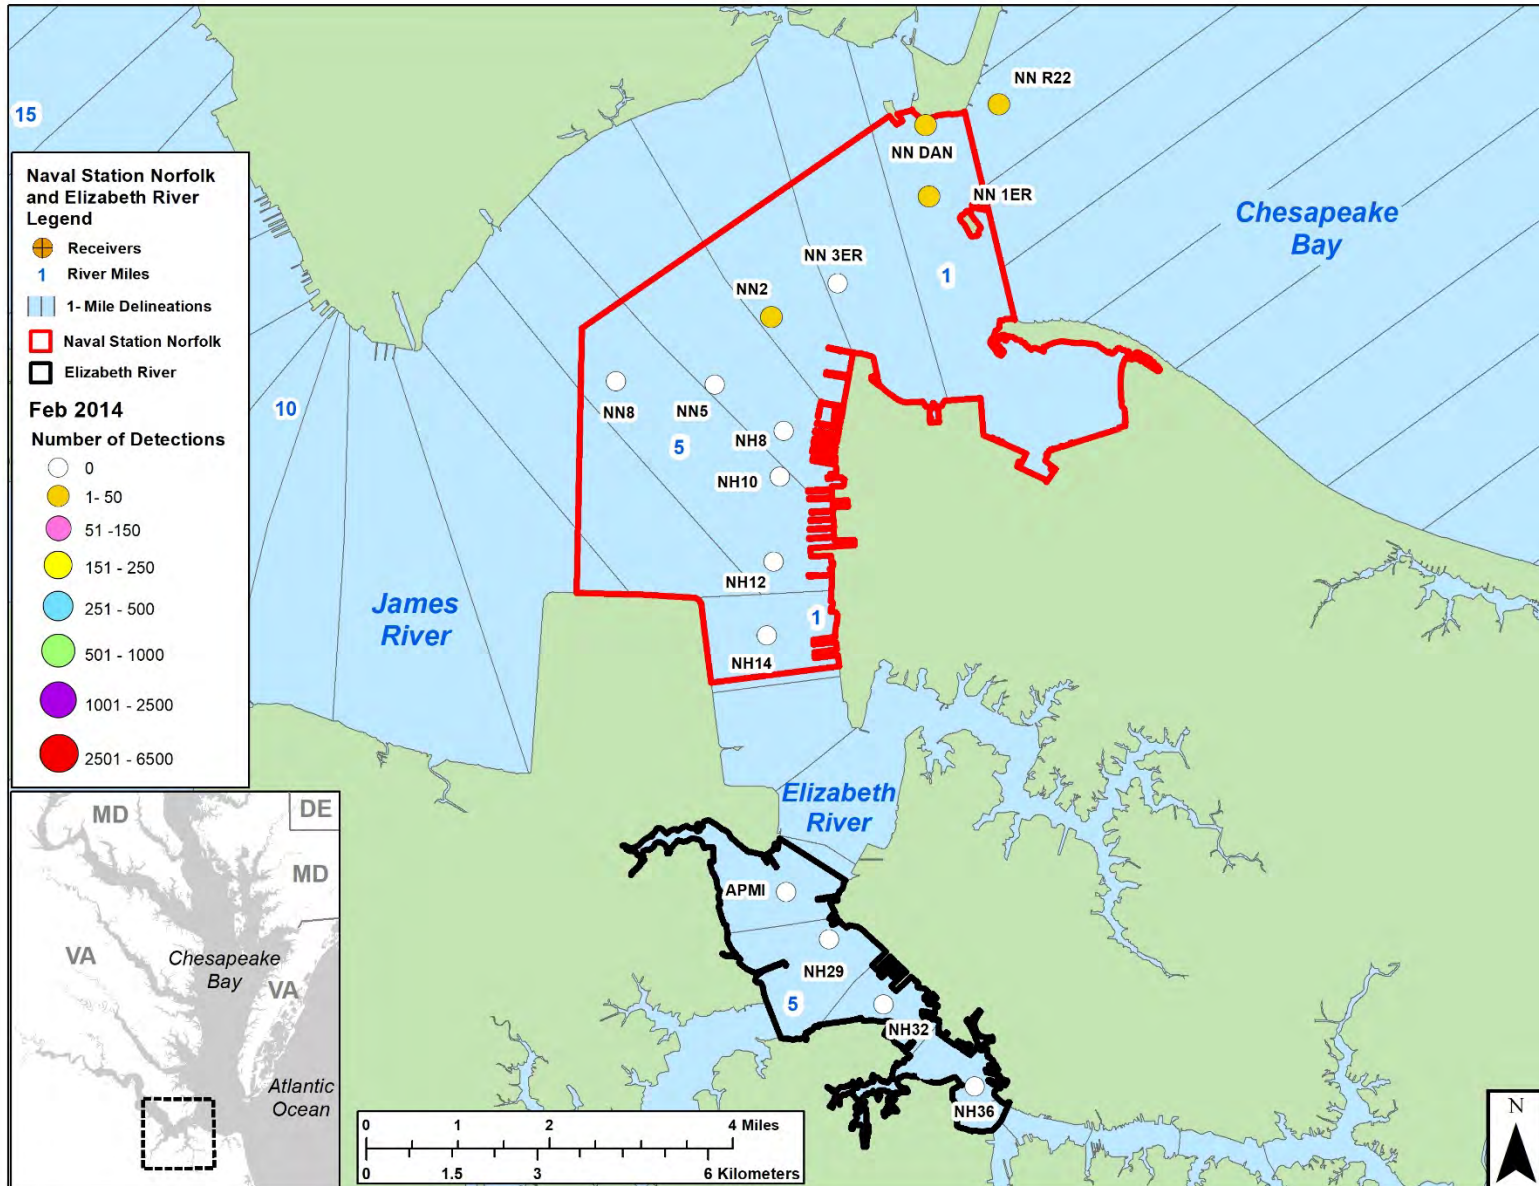 NN R22
15
NN DAN
Naval Station Norfolk
and Elizabeth River
Legend
Receivers
1 River Miles
1- Mile Delineations
Naval Station Norfolk
Elizabeth River
Feb 2014
Number of Detections
0
1- 50
51 -150
151 - 250
251 - 500
501 - 1000
1001 - 2500
2501 - 6500
NN 1ER
Chesapeake
Bay
NN 3ER
1
NN2
10
NN8
NN5
NH8
5
NH10
NH12
James
River
1
NH14
Elizabeth
River
APMI
NH29
5
NH32
NH36
MD
DE
MD
VA
Chesapeake
Bay
VA
Atlantic
Ocean
0 1 2 4 Miles
0 1.5 3 6 Kilometers
N